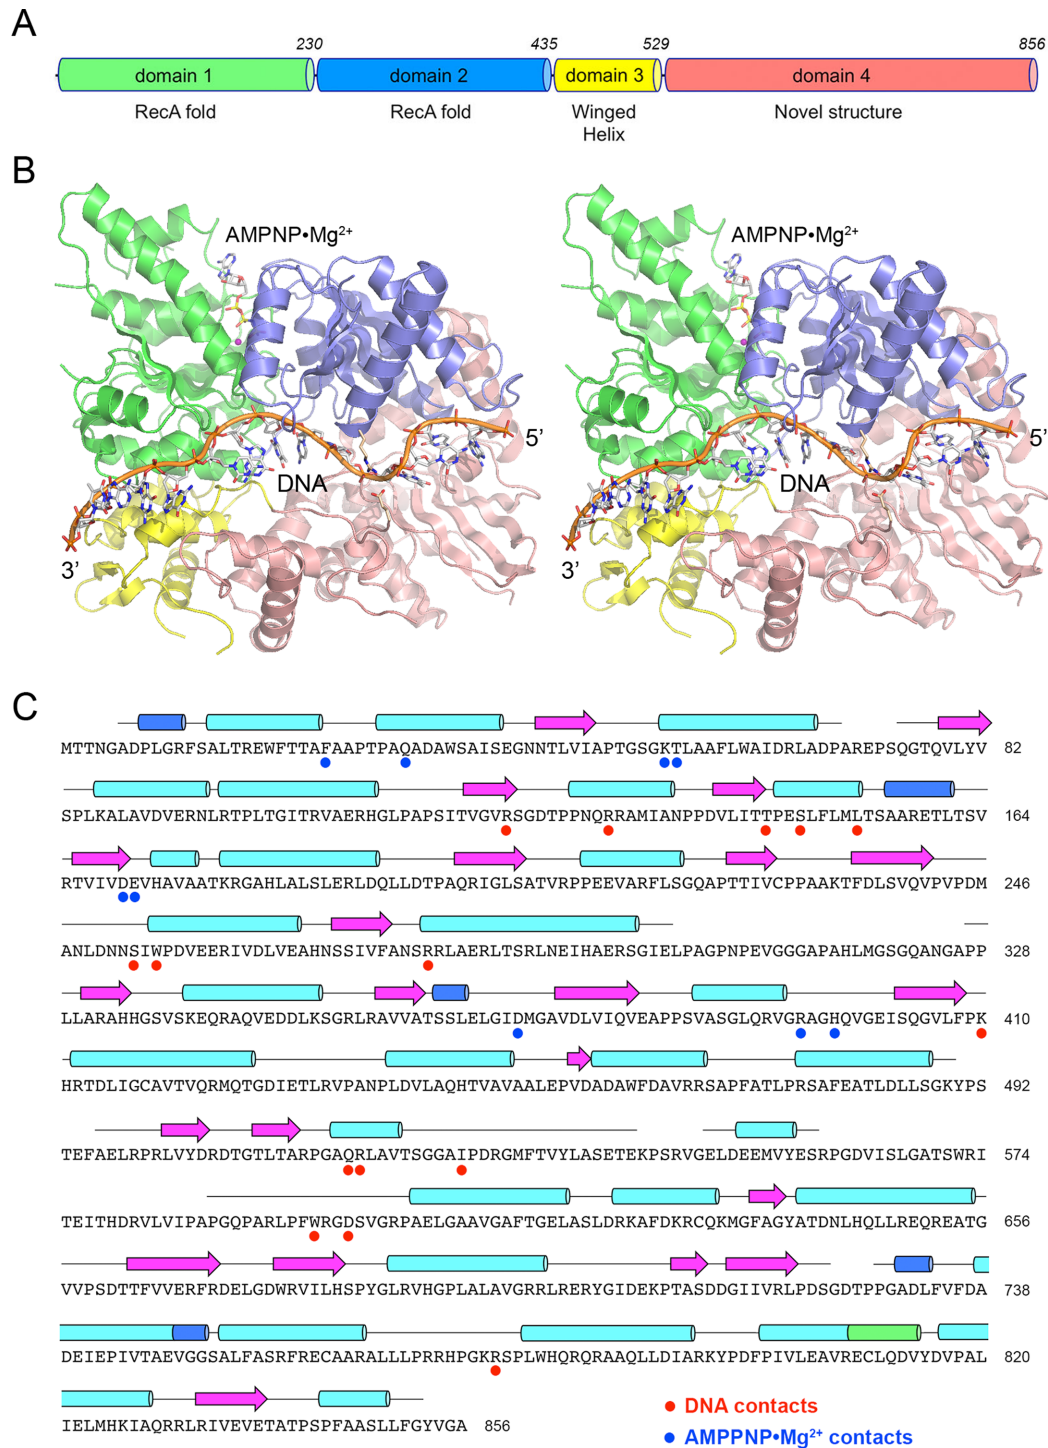 A
230 435 529 856
domain 1 domain 2 domain 3 domain 4
RecA fold RecA fold Winged Helix Novel structure
B
AMPNP•Mg²⁺ AMPNP•Mg²⁺
5’ 5’
DNA DNA
3’ 3’
C
MTTNGADPLGRFSALTREWFTTAFAAPTPAQADAWSAISEGNNTLVIAPTGSGKTLAAFLWAIDRLADPAREPSQGTQVLYV 82
SPLKALAVDVERNLRTPLTGITRVAERHGLPAPSITVGVRSGDTPPNQRRAMIANPPDVLITTPESLFLMLTSAARETLTSV 164
RTVIVDEVHAVAATKRGAHLALSLERLDQLLDTPAQRIGLSATVRPPEEVARFLSGQAPTTIVCPPAAKTFDLSVQVPVPDM 246
ANLDNNSIWPDVEERIVDLVEAHNSSIVFANSRRLAERLTSRLNEIHAERSGIELPAGPNPEVGGGAPAHLMGSGQANGAPP 328
LLARAHHGSVSKEQRAQVEDDLKSGRLRAVVATSSLELGIDMGAVDLVIQVEAPPSVASGLQRVGRAGHQVGEISQGVLFPK 410
HRTDLIGCAVTVQRMQTGDIETLRVPANPLDVLAQHTVAVAALEPVDADAWFDAVRRSAPFATLPRSAFEATLDLLSGKYPS 492
TEFAELRPRLVYDRDTGTLTARPGAQRLAVTSGGAIPDRGMFTVYLASETEKPSRVGELDEEMVYESRPGDVISLGATSWRI 574
TEITHDRVLVIPAPGQPARLPFWRGDSVGRPAELGAAVGAFTGELASLDRKAFDKRCQKMGFAGYATDNLHQLLREQREATG 656
VVPSDTTFVVERFRDELGDWRVILHSPYGLRVHGPLALAVGRRLRERYGIDEKPTASDDGIIVRLPDSGDTPPGADLFVFDA 738
DEIEPIVTAEVGGSALFASRFRECAARALLLPRRHPGKRSPLWHQRQRAAQLLDIARKYPDFPIVLEAVRECLQDVYDVPAL 820
IELMHKIAQRRLRIVEVETATPSPFAASLLFGYVGA 856
DNA contacts
AMPPNP•Mg²⁺ contacts